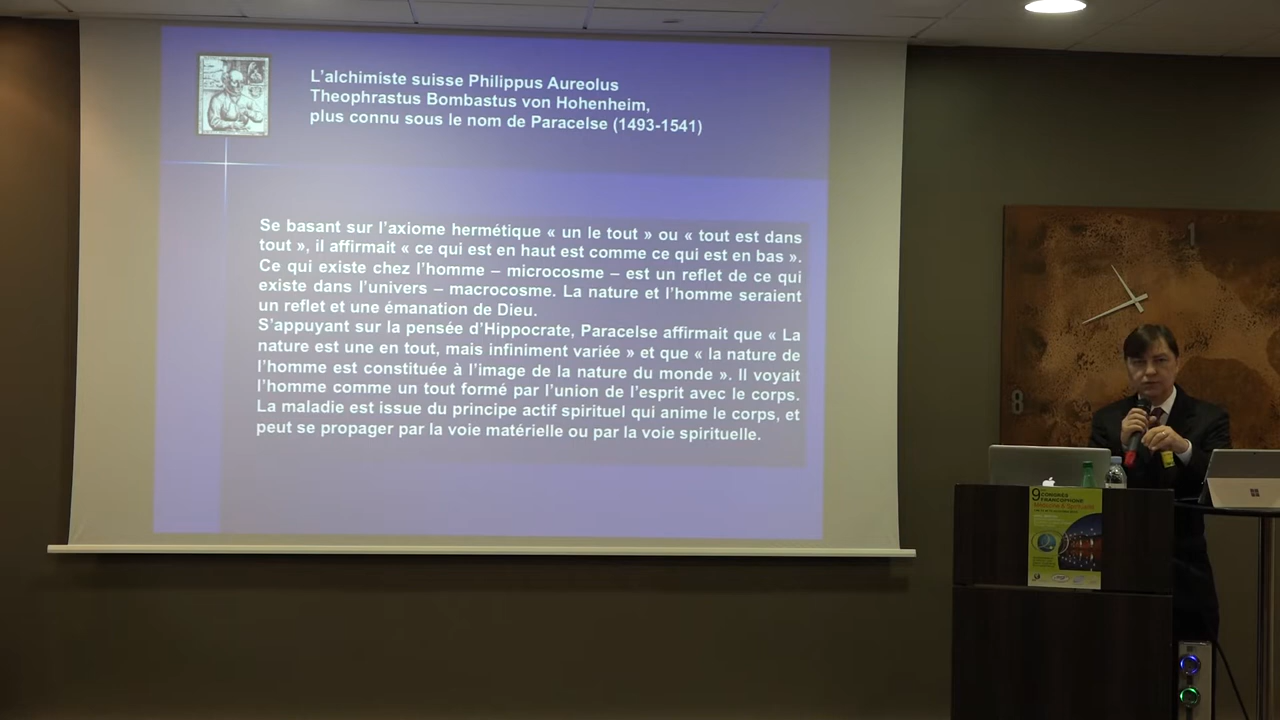 L'alchimiste suisse Philippus Aureolus
Theophrastus Bombastus von Hohenheim,
plus connu sous le nom de Paracelse (1493-1541)
Se basant sur l'axiome hermétique « un le tout » ou « tout est dans
tout », il affirmait « ce qui est en haut est comme ce qui est en bas ».
Ce qui existe chez l'homme – microcosme – est un reflet de ce qui
existe dans l'univers – macrocosme. La nature et l'homme seraient
un reflet et une émanation de Dieu.
S'appuyant sur la pensée d'Hippocrate, Paracelse affirmait que « La
nature est une en tout, mais infiniment variée » et que « la nature de
l'homme est constituée à l'image de la nature du monde ». Il voyait
l'homme comme un tout formé par l'union de l'esprit avec le corps.
La maladie est issue du principe actif spirituel qui anime le corps, et
peut se propager par la voie matérielle ou par la voie spirituelle.
1
8
9
CONGRÈS
FRANCOPHONE